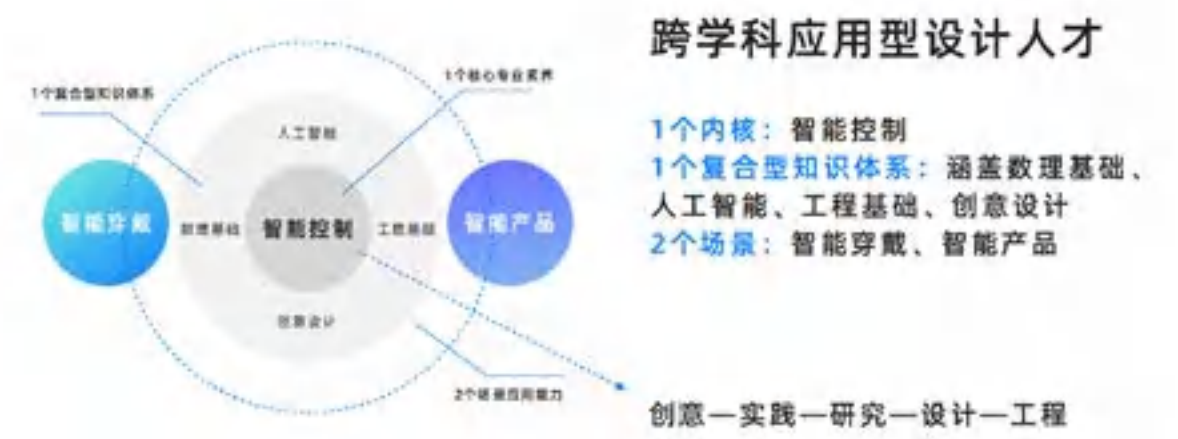 跨学科应用型设计人才
1个内核：智能控制
1个复合型知识体系：涵盖数理基础、
人工智能、工程基础、创意设计
2个场景：智能穿戴、智能产品
创意—实践—研究—设计—工程
1个复合型知识体系
1个核心专业素养
人工智能
智能穿戴
数理基础
智能控制
工程基础
智能产品
创意设计
2个场景应用能力